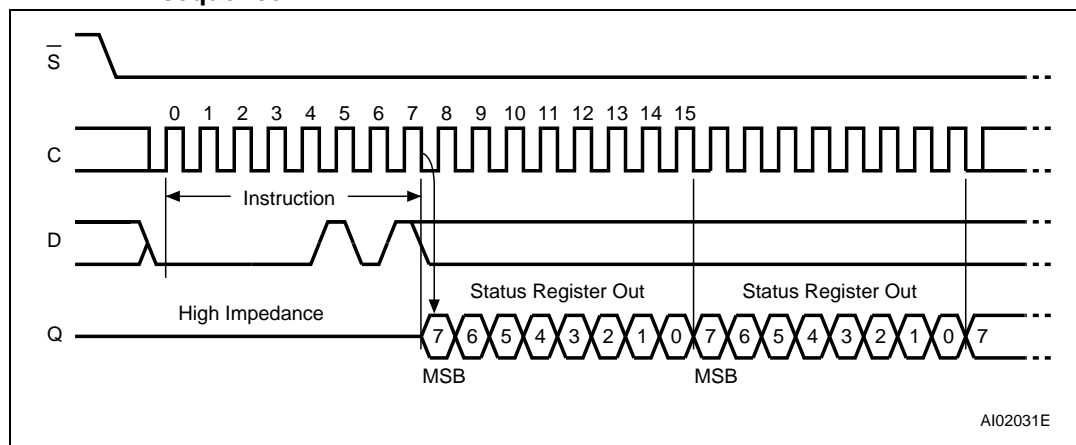 S
0 1 2 3 4 5 6 7 8 9 10 11 12 13 14 15
C
Instruction
D
Status Register Out Status Register Out
High Impedance
Q 7 6 5 4 3 2 1 0 7 6 5 4 3 2 1 0 7
MSB MSB
AI02031E